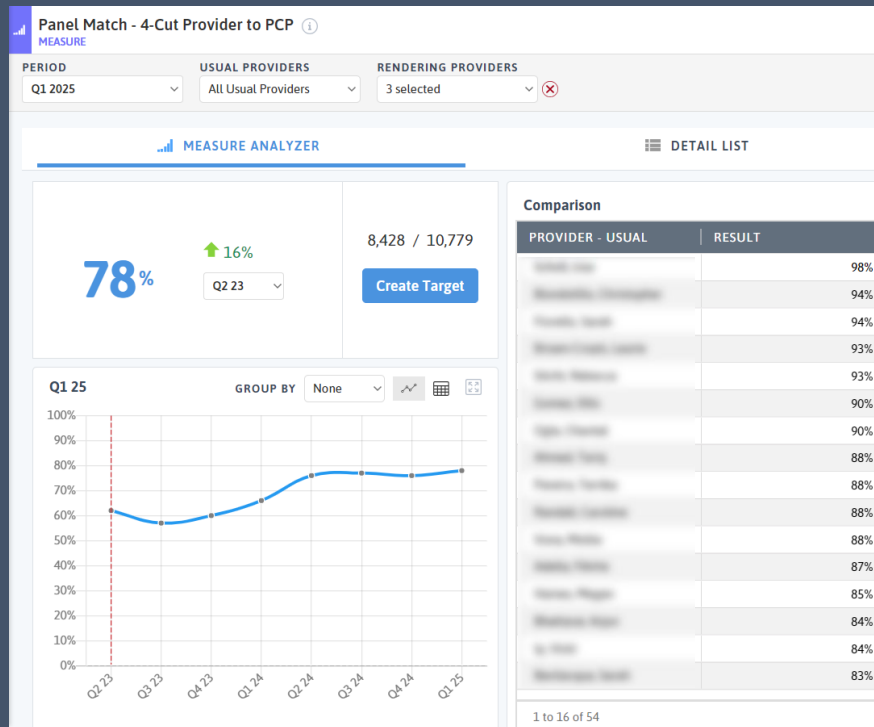 Panel Match - 4-Cut Provider to PCP
MEASURE
PERIOD
Q1 2025
USUAL PROVIDERS
All Usual Providers
RENDERING PROVIDERS
3 selected
MEASURE ANALYZER
DETAIL LIST
78%
16%
Q2 23
8,428 / 10,779
Create Target
Q1 25
GROUP BY
None
100%
90%
80%
70%
60%
50%
40%
30%
20%
10%
0%
Q2 23
Q3 23
Q4 23
Q1 24
Q2 24
Q3 24
Q4 24
Q1 25
Comparison
PROVIDER - USUAL
RESULT
98%
94%
94%
93%
93%
90%
90%
88%
88%
88%
88%
87%
85%
84%
84%
83%
1 to 16 of 54